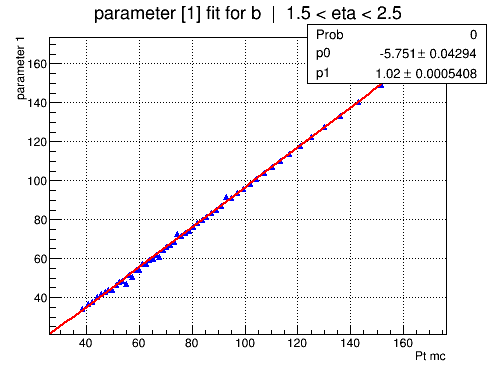 parameter [1] fit for b | 1.5 < eta < 2.5
Prob 0
p0 -5.751 ± 0.04294
p1 1.02 ± 0.0005408
parameter 1
160
140
120
100
80
60
40
40 60 80 100 120 140 160
Pt mc